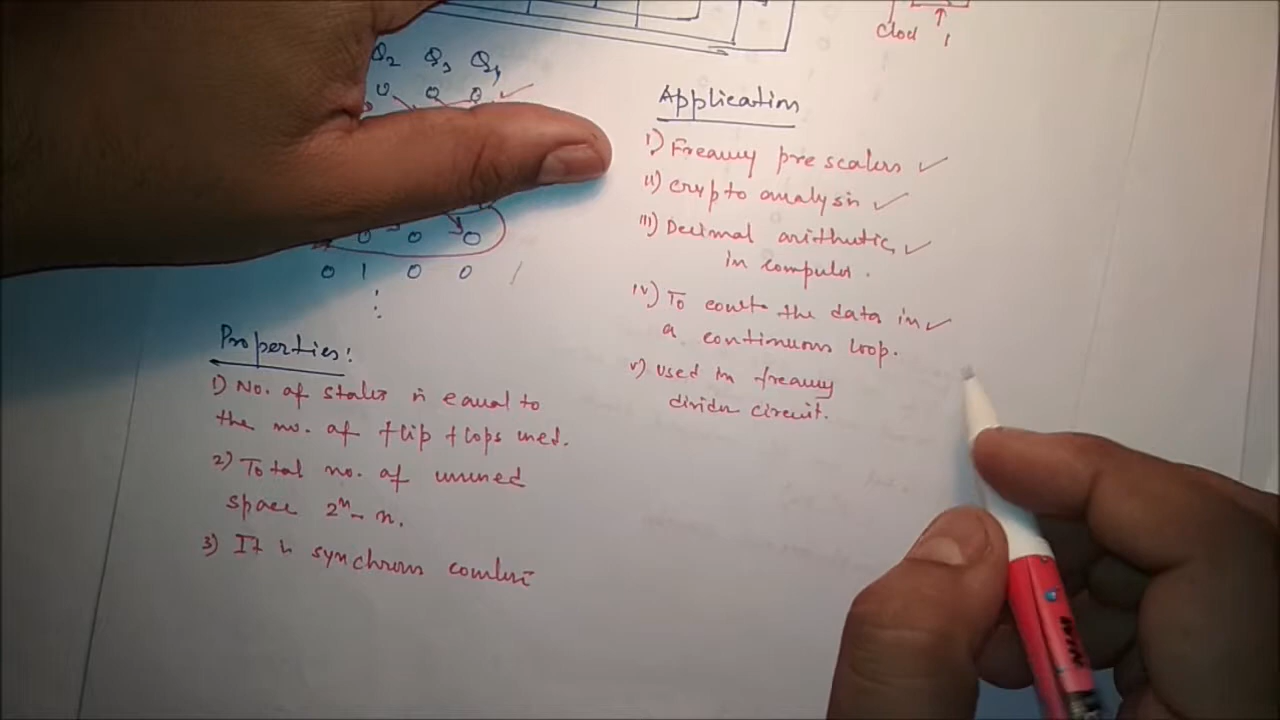 Clock ↑
1
Q2 Q3 Q4
0 0 0 ✓
0 0 0
0 1 0 0
Properties:
1) No. of states is equal to
the no. of flip flops used.
2) Total no. of unused
space 2^n - n.
3) It is synchronous counter
Application
i) Frequency pre scalers ✓
ii) Crypto analysis ✓
iii) Decimal arithmetic ✓
in computer.
iv) To count the data in ✓
a continuous loop.
v) Used in frequency
divider circuit.